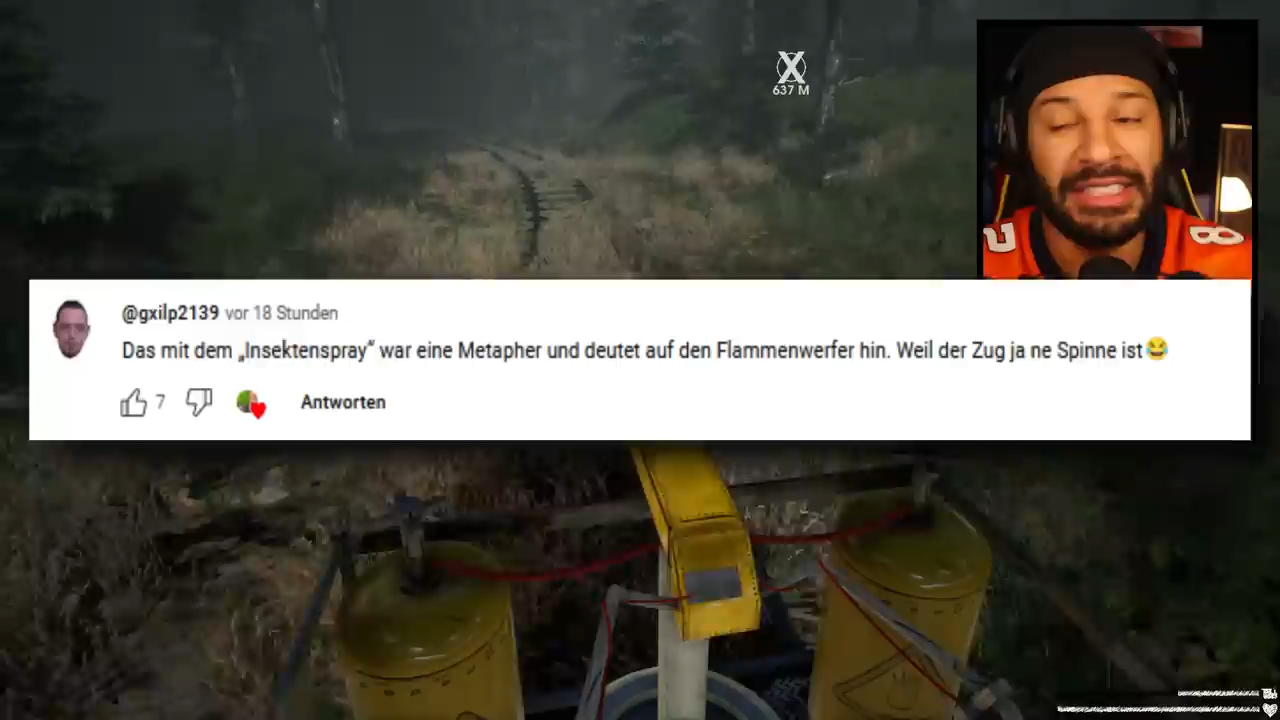 X
637 M
@gxilp2139 vor 18 Stunden
Das mit dem „Insektenspray“ war eine Metapher und deutet auf den Flammenwerfer hin. Weil der Zug ja ne Spinne ist😂
7
Antworten